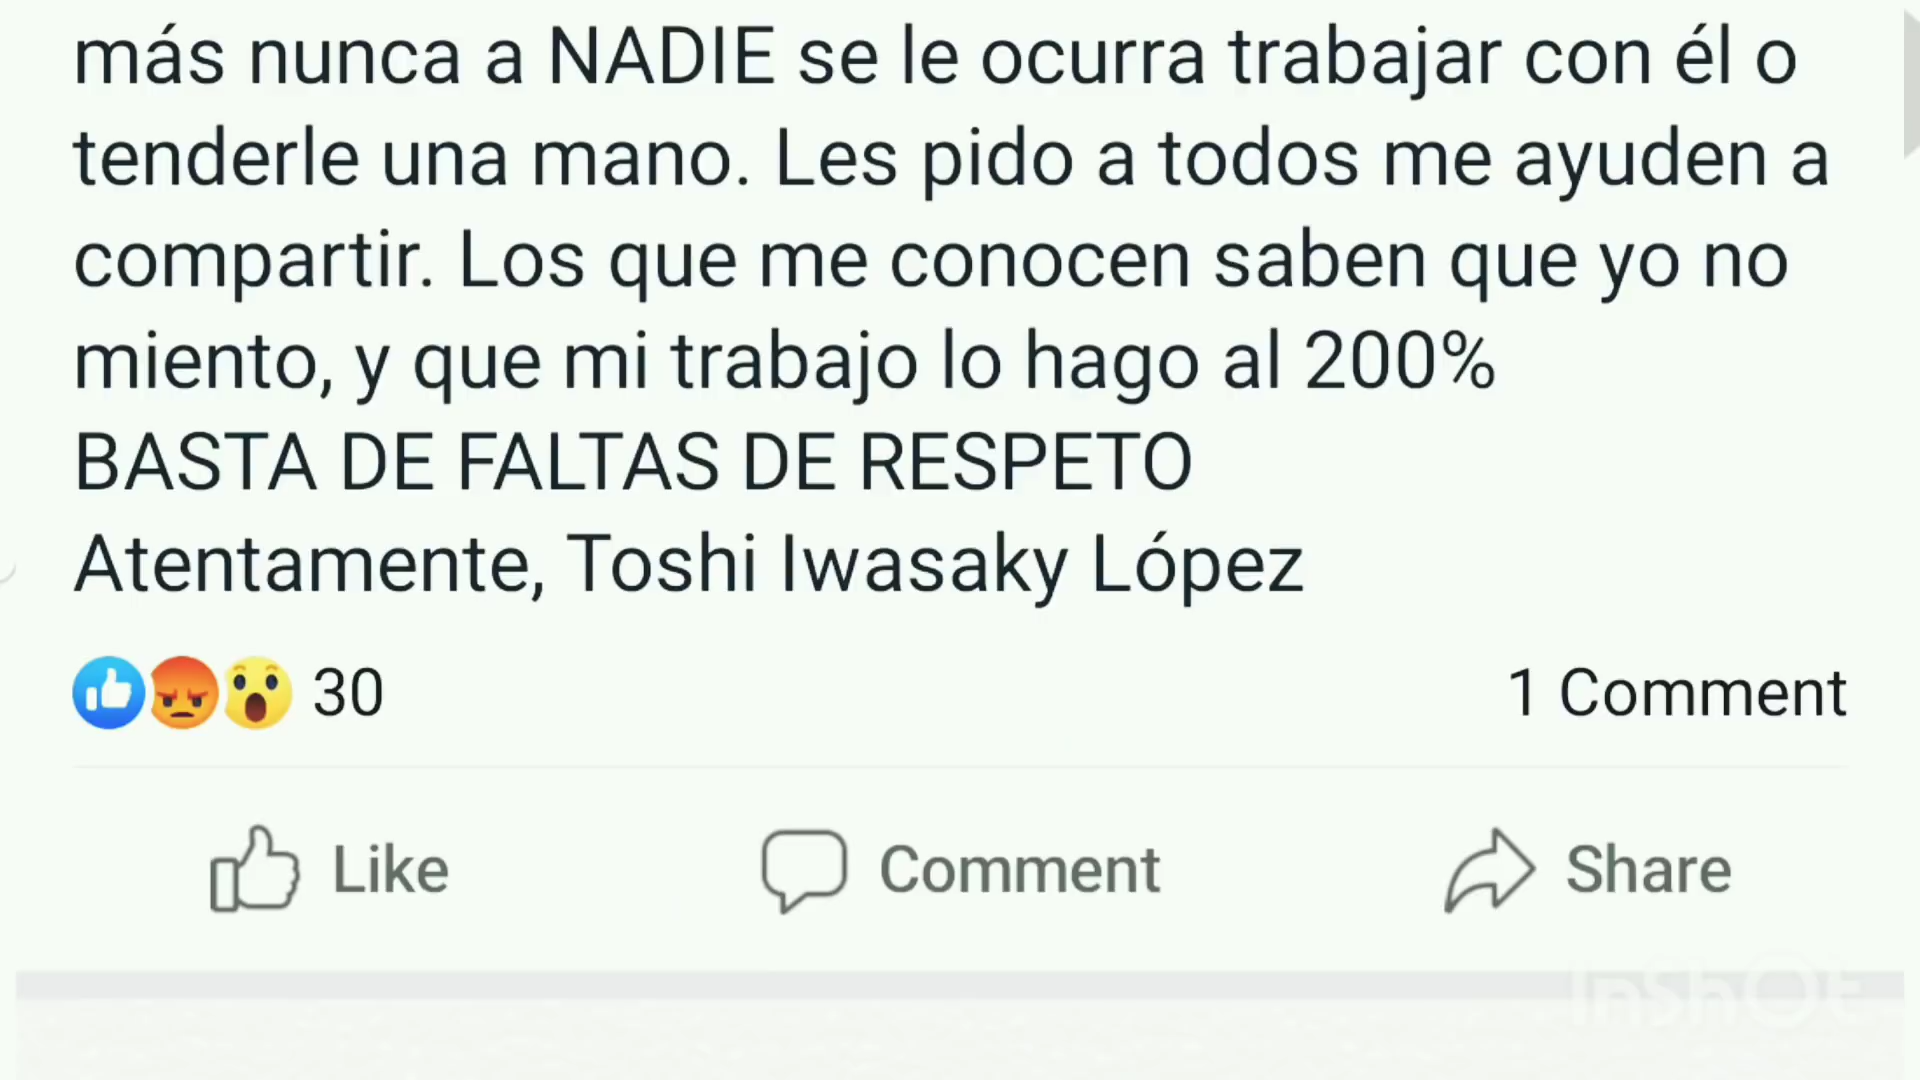 más nunca a NADIE se le ocurra trabajar con él o
tenderle una mano. Les pido a todos me ayuden a
compartir. Los que me conocen saben que yo no
miento, y que mi trabajo lo hago al 200%
BASTA DE FALTAS DE RESPETO
Atentamente, Toshi Iwasaky López
30
1 Comment
Like
Comment
Share
InShOt